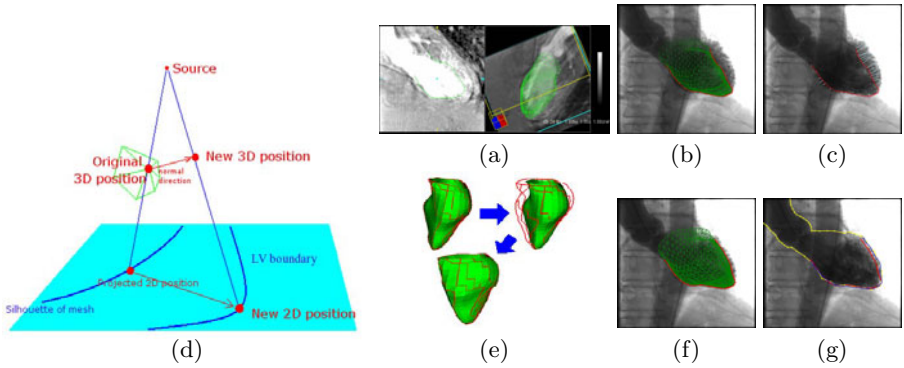 Source
Original
3D position
New 3D position
normal
direction
LV boundary
Projected 2D position
Silhouette of mesh
New 2D position
(d)
(a)
(b)
(c)
(e)
(f)
(g)